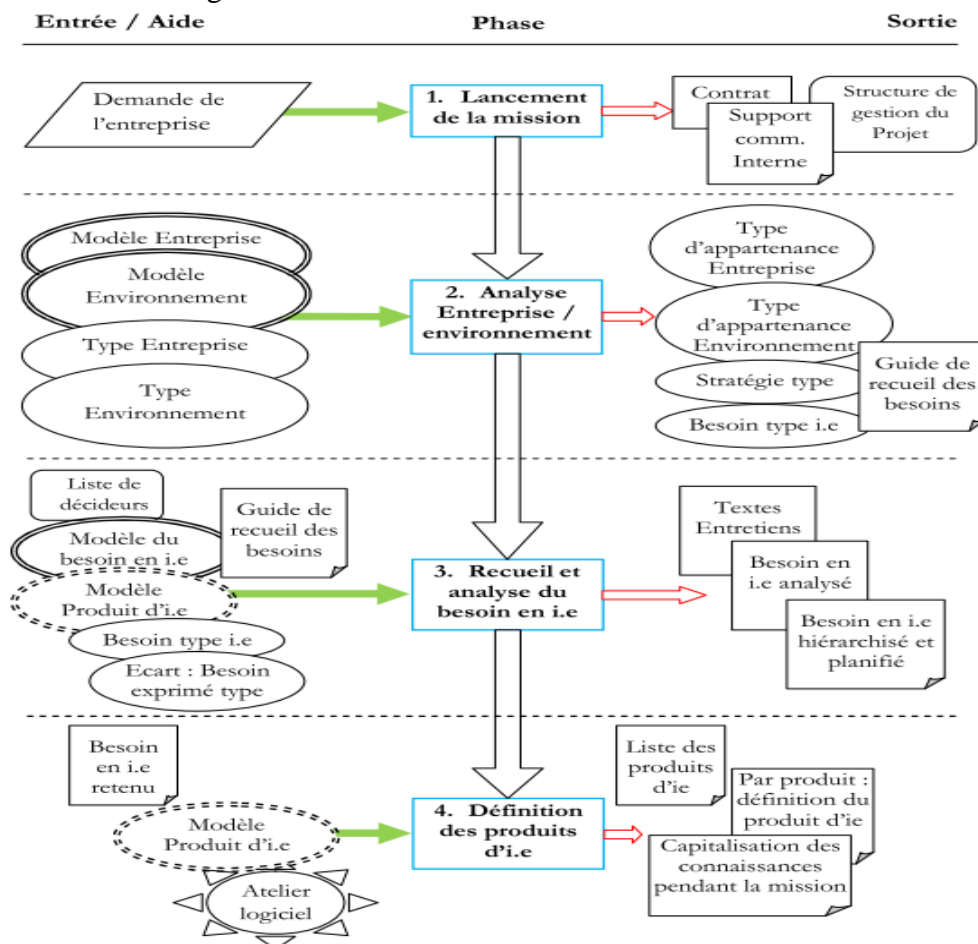 Entrée / Aide
Phase
Sortie
Demande de
l'entreprise
1. Lancement
de la mission
Contrat
Support
comm.
Interne
Structure de
gestion du
Projet
Modèle Entreprise
Modèle
Environnement
Type Entreprise
Type
Environnement
2. Analyse
Entreprise /
environnement
Type
d'appartenance
Entreprise
Type
d'appartenance
Environnement
Stratégie type
Besoin type i.e
Guide de
recueil des
besoins
Liste de
décideurs
Modèle du
besoin en i.e
Modèle
Produit d'i.e
Besoin type i.e
Ecart : Besoin
exprimé type
Guide de
recueil des
besoins
3. Recueil et
analyse du
besoin en i.e
Textes
Entretiens
Besoin en
i.e analysé
Besoin en i.e
hiérarchisé et
planifié
Besoin
en i.e
retenu
Modèle
Produit d'i.e
Atelier
logiciel
4. Définition
des produits
d'i.e
Liste des
produits
d'ie
Par produit :
définition du
produit d'ie
Capitalisation des
connaissances
pendant la mission